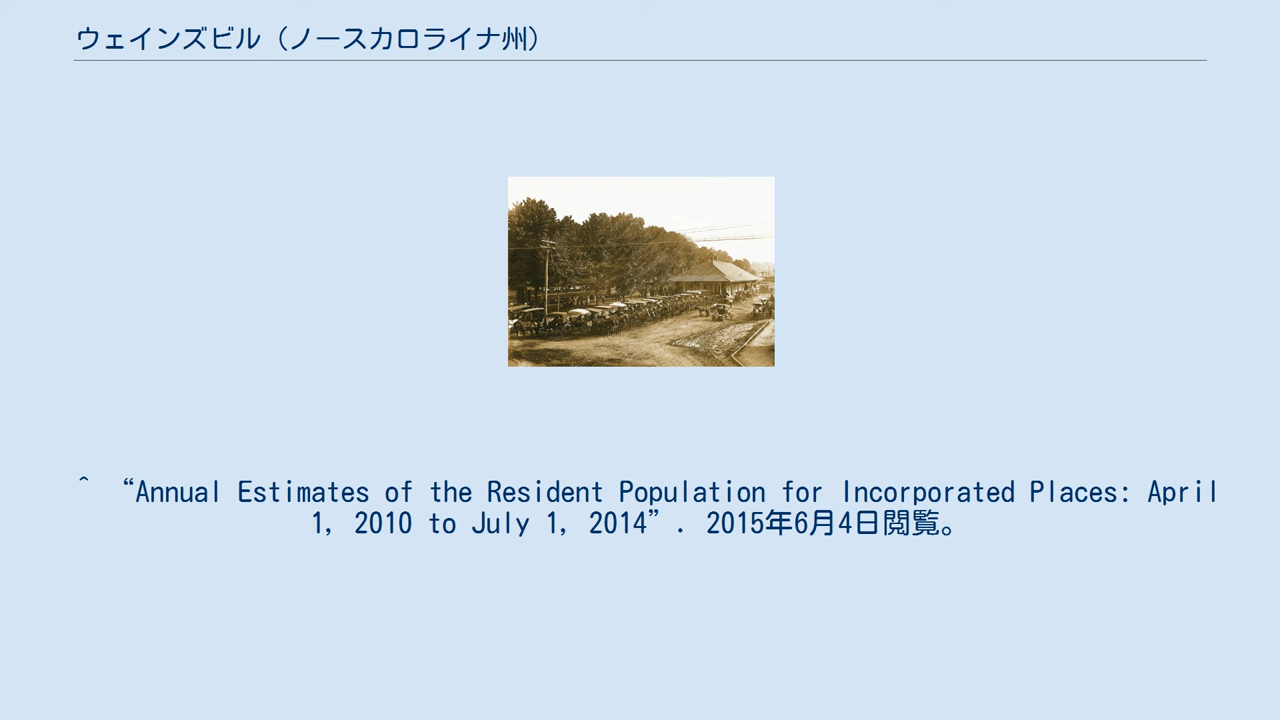 ウェインズビル（ノースカロライナ州）
^ “Annual Estimates of the Resident Population for Incorporated Places: April
1, 2010 to July 1, 2014”. 2015年6月4日閲覧。